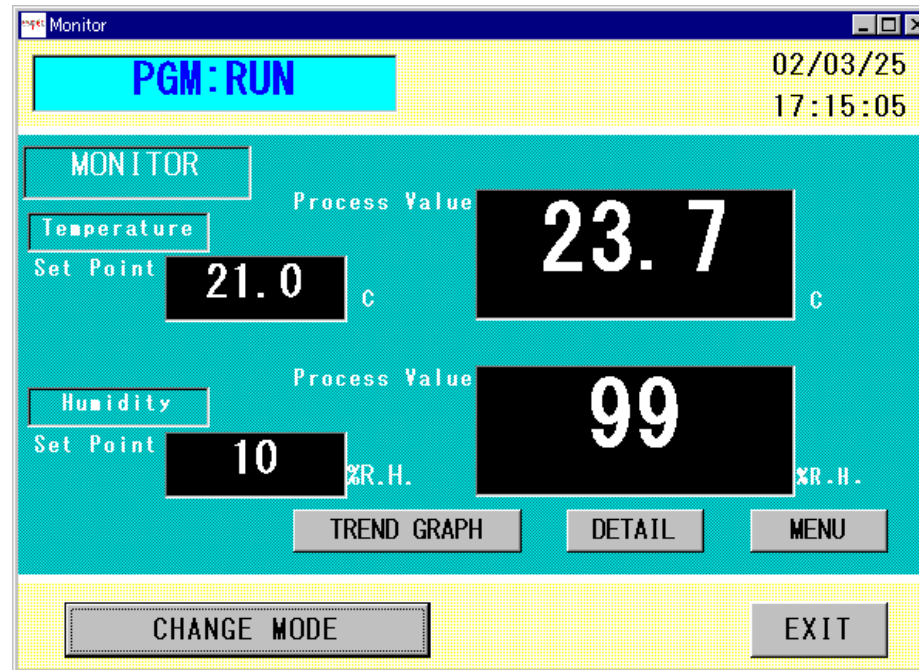 espec Monitor
PGM:RUN
02/03/25
17:15:05
MONITOR
Process Value
23.7
C
Temperature
Set Point
21.0
C
Process Value
99
%R.H.
Humidity
Set Point
10
%R.H.
TREND GRAPH
DETAIL
MENU
CHANGE MODE
EXIT